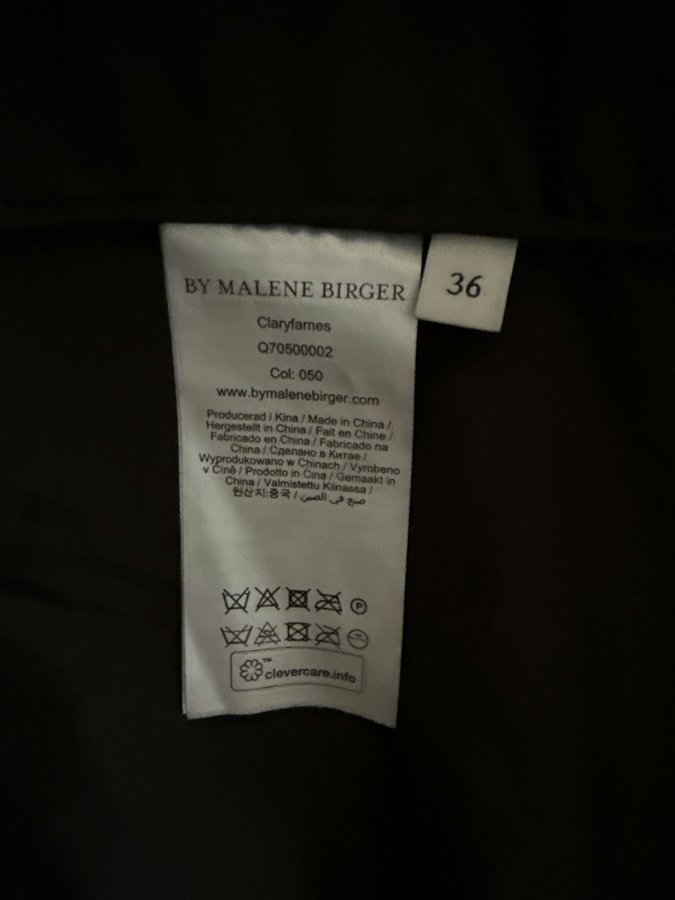 BY MALENE BIRGER
36
Claryfames
Q70500002
Col: 050
www.bymalenebirger.com
Producerad i Kina / Made in China /
Hergestellt in China / Fait en Chine /
Fabricado en China / Fabricado na
China / Сделано в Китае /
Wyprodukowano w Chinach / Vyrobeno
v Číně / Prodotto in Cina / Gemaakt in
China / Valmistettu Kiinassa /
원산지:중국 / صنع في الصين
P
clevercare.info
TM